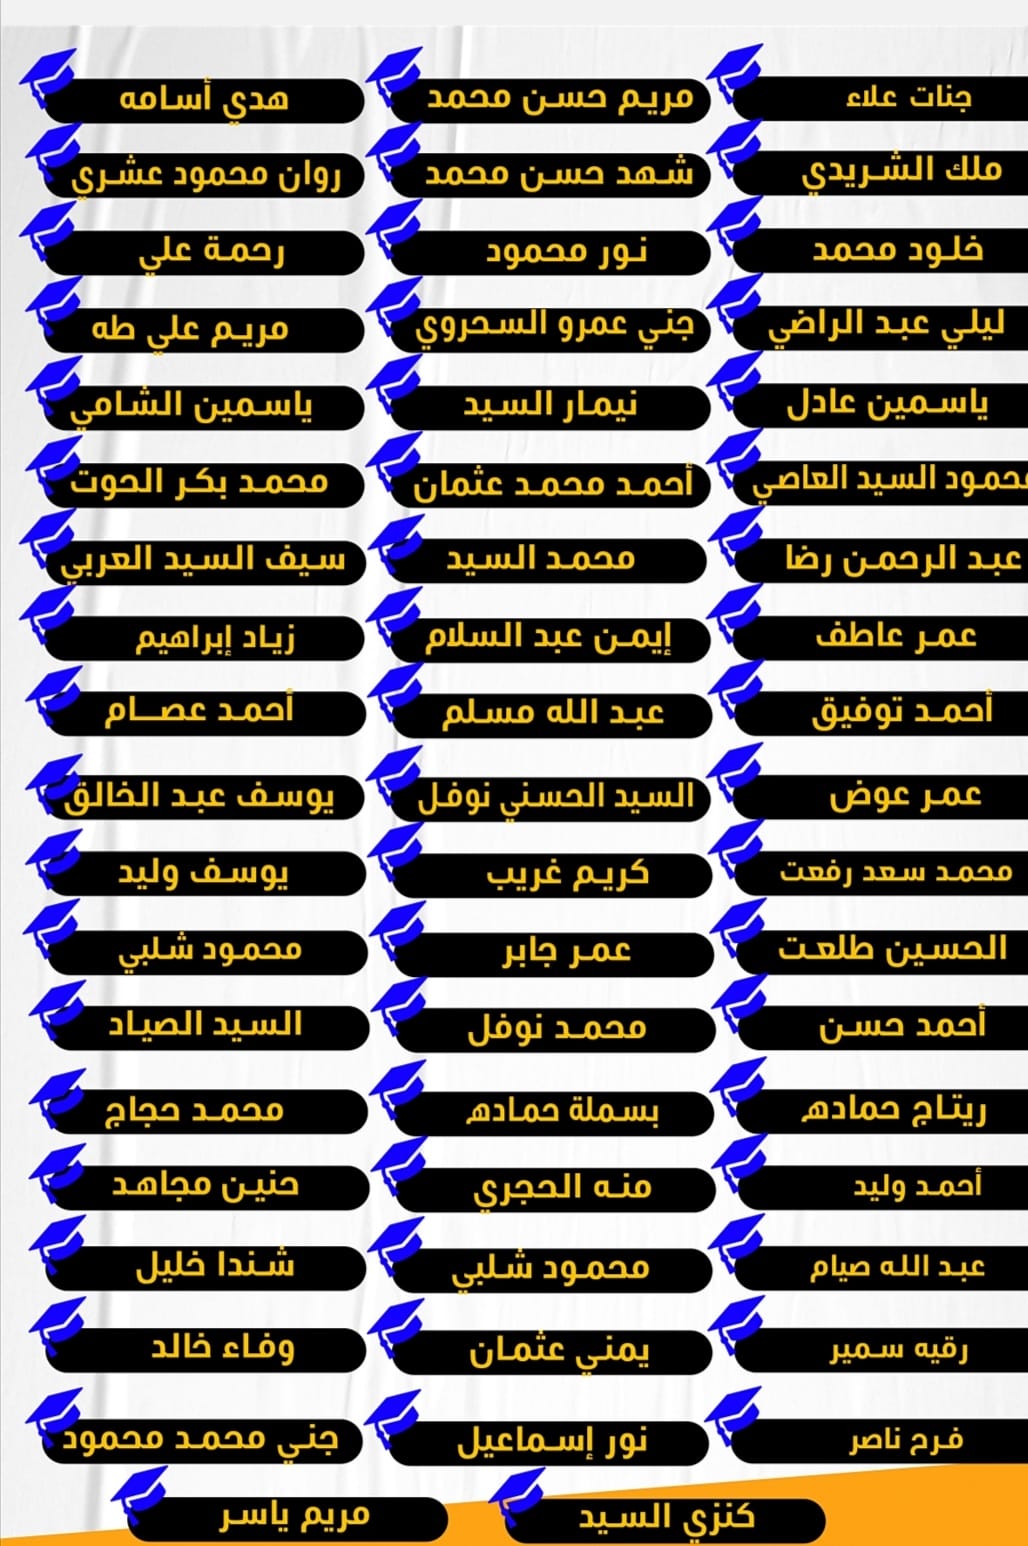 جنات علاء
مريم حسن محمد
هدي أسامه
ملك الشريدي
شهد حسن محمد
روان محمود عشري
خلود محمد
نور محمود
رحمة علي
ليلي عبد الراضي
جني عمرو السحروي
مريم علي طه
ياسمين عادل
نيمار السيد
ياسمين الشامي
محمود السيد العاصي
أحمد محمد عثمان
محمد بكر الحوت
عبد الرحمن رضا
محمد السيد
سيف السيد العربي
عمر عاطف
إيمن عبد السلام
زياد إبراهيم
أحمد توفيق
عبد الله مسلم
أحمد عصــام
عمر عوض
السيد الحسني نوفل
يوسف عبد الخالق
محمد سعد رفعت
كريم غريب
يوسف وليد
الحسين طلعت
عمر جابر
محمود شلبي
أحمد حسن
محمد نوفل
السيد الصياد
ريتاج حماده
بسملة حماده
محمد حجاج
أحمد وليد
منه الحجري
حنين مجاهد
عبد الله صيام
محمود شلبي
شندا خليل
رقيه سمير
يمني عثمان
وفاء خالد
فرح ناصر
نور إسماعيل
جني محمد محمود
كنزي السيد
مريم ياسر